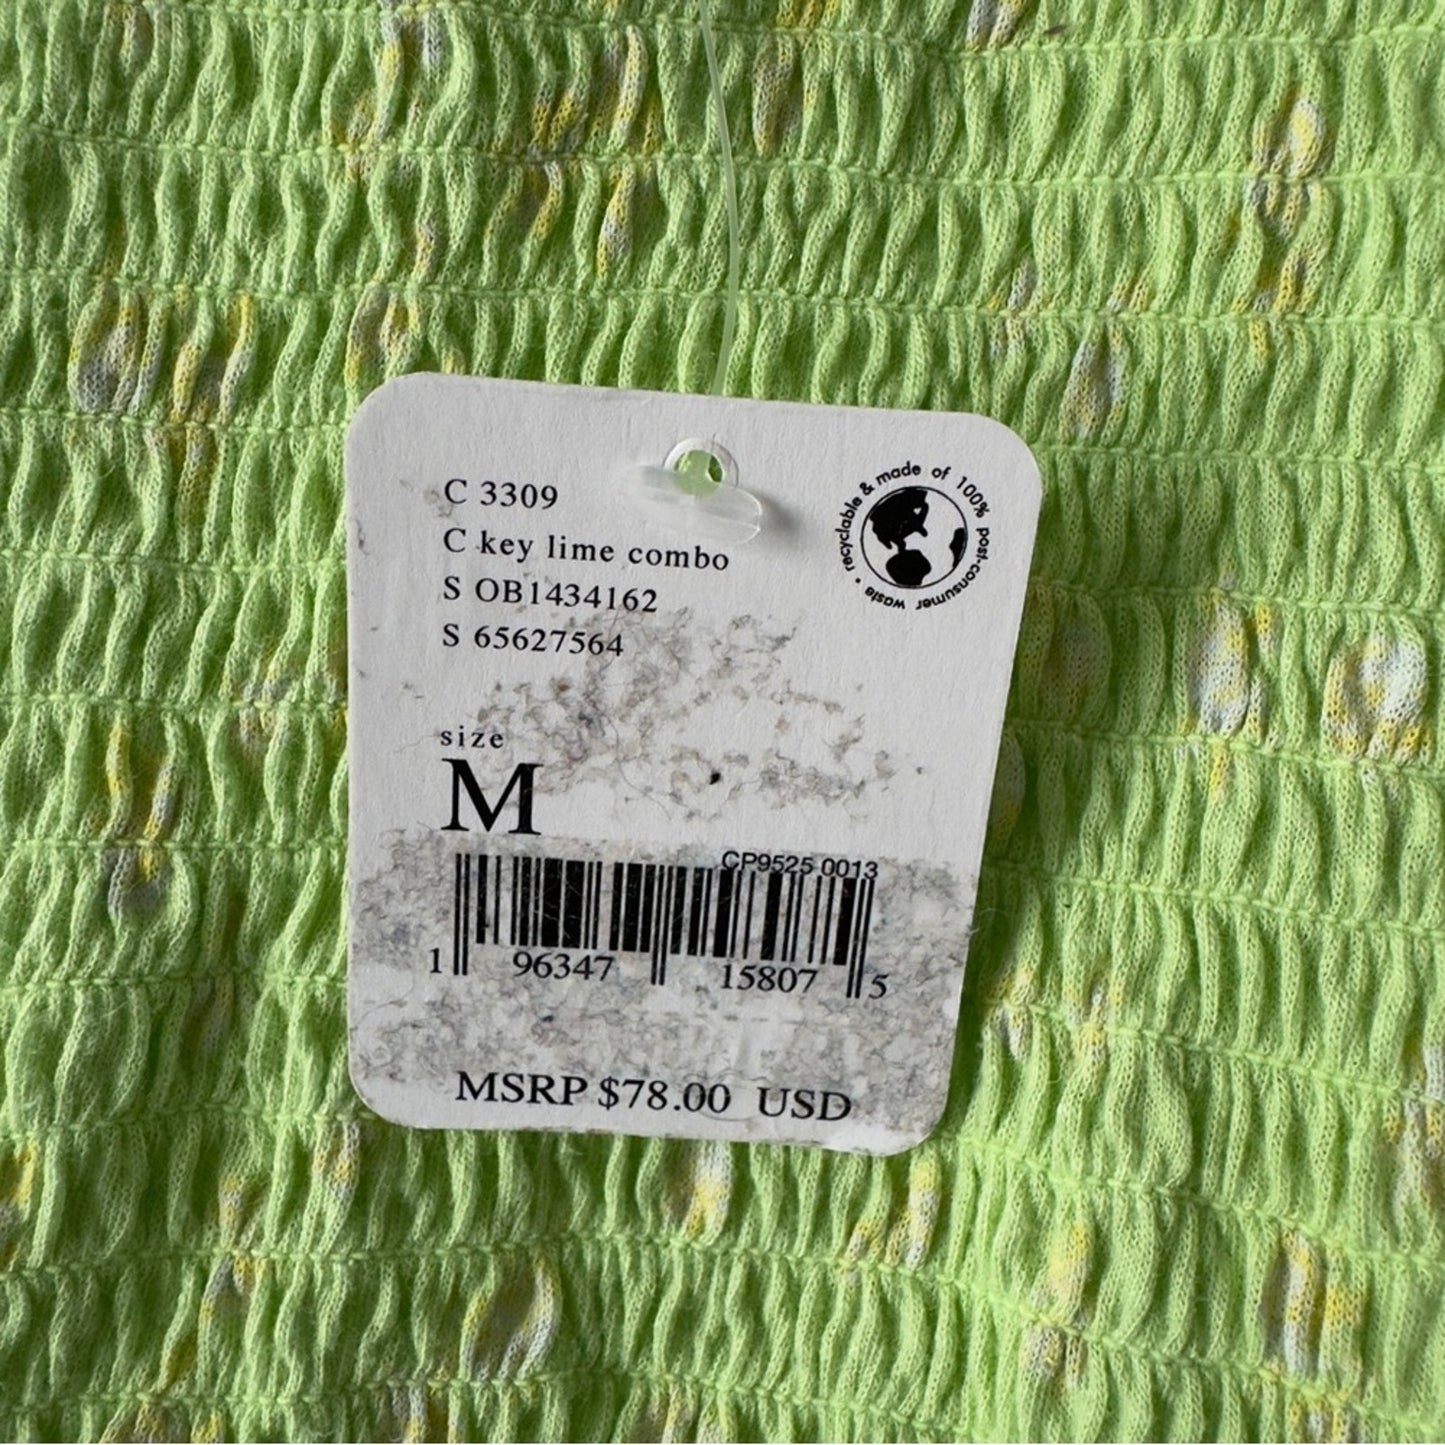 recyclable & made of 100% post-consumer waste •
C 3309
C key lime combo
S OB1434162
S 65627564
size
M
CP9525 0013
1 96347 15807 5
MSRP $78.00 USD